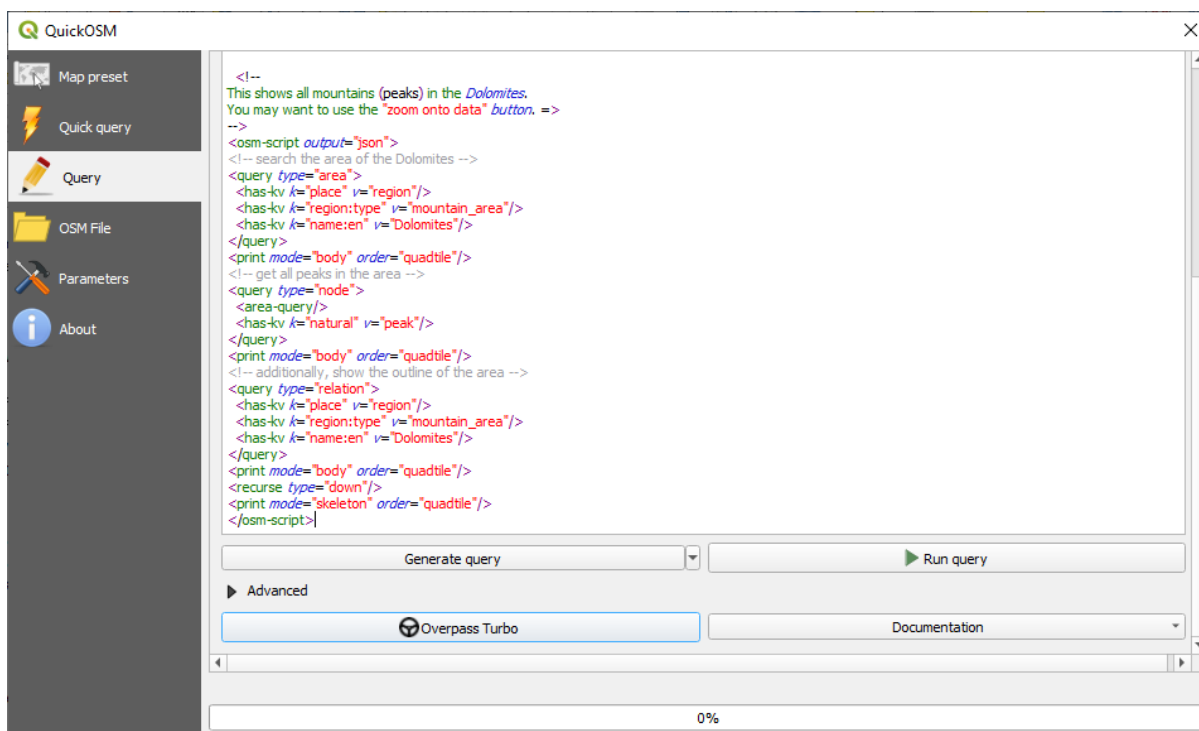 QuickOSM
Map preset
Quick query
Query
OSM File
Parameters
About
<!--
This shows all mountains (peaks) in the Dolomites.
You may want to use the "zoom onto data" button. =>
-->
<osm-script output="json">
<!-- search the area of the Dolomites -->
<query type="area">
<has-kv k="place" v="region"/>
<has-kv k="region:type" v="mountain_area"/>
<has-kv k="name:en" v="Dolomites"/>
</query>
<print mode="body" order="quadtile"/>
<!-- get all peaks in the area -->
<query type="node">
<area-query/>
<has-kv k="natural" v="peak"/>
</query>
<print mode="body" order="quadtile"/>
<!-- additionally, show the outline of the area -->
<query type="relation">
<has-kv k="place" v="region"/>
<has-kv k="region:type" v="mountain_area"/>
<has-kv k="name:en" v="Dolomites"/>
</query>
<print mode="body" order="quadtile"/>
<recurse type="down"/>
<print mode="skeleton" order="quadtile"/>
</osm-script>
Generate query
Run query
Advanced
Overpass Turbo
Documentation
0%